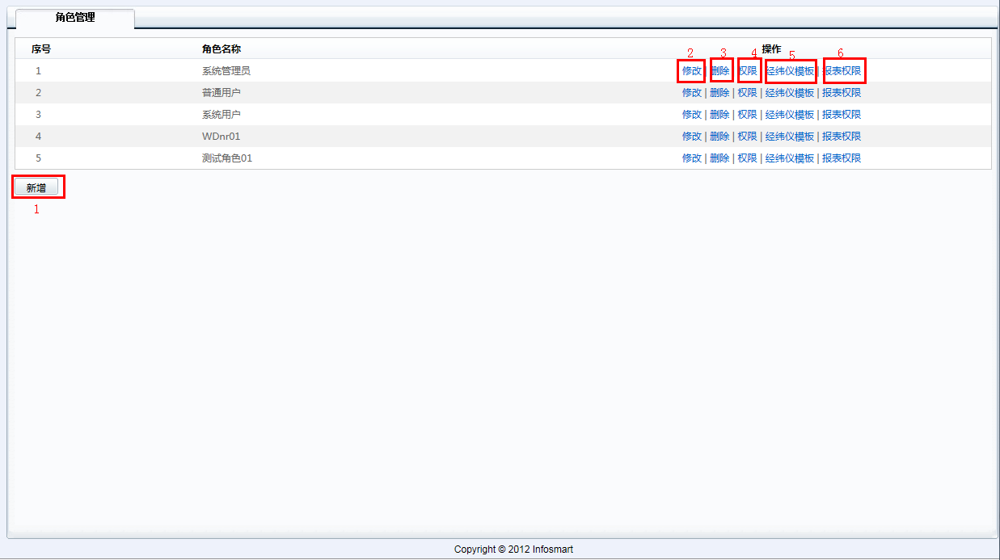 角色管理
序号 角色名称 操作
2 3 4 5 6
1 系统管理员 修改 | 删除 | 权限 | 经纬仪模板 | 报表权限
2 普通用户 修改 | 删除 | 权限 | 经纬仪模板 | 报表权限
3 系统用户 修改 | 删除 | 权限 | 经纬仪模板 | 报表权限
4 WDnr01 修改 | 删除 | 权限 | 经纬仪模板 | 报表权限
5 测试角色01 修改 | 删除 | 权限 | 经纬仪模板 | 报表权限
新增
1
Copyright © 2012 Infosmart